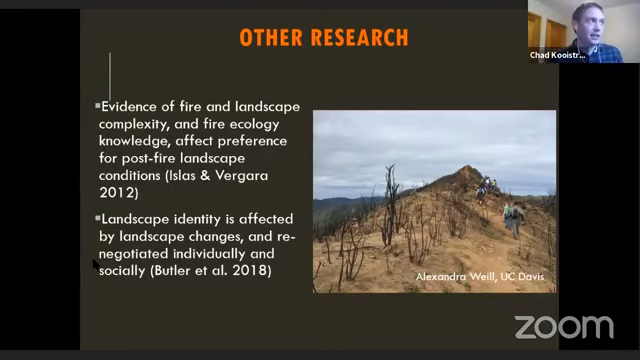 OTHER RESEARCH
Chad Kooistr...
▪Evidence of fire and landscape
complexity, and fire ecology
knowledge, affect preference
for post-fire landscape
conditions (Islas & Vergara
2012)
▪Landscape identity is affected
by landscape changes, and re-
negotiated individually and
socially (Butler et al. 2018)
Alexandra Weill, UC Davis
zoom